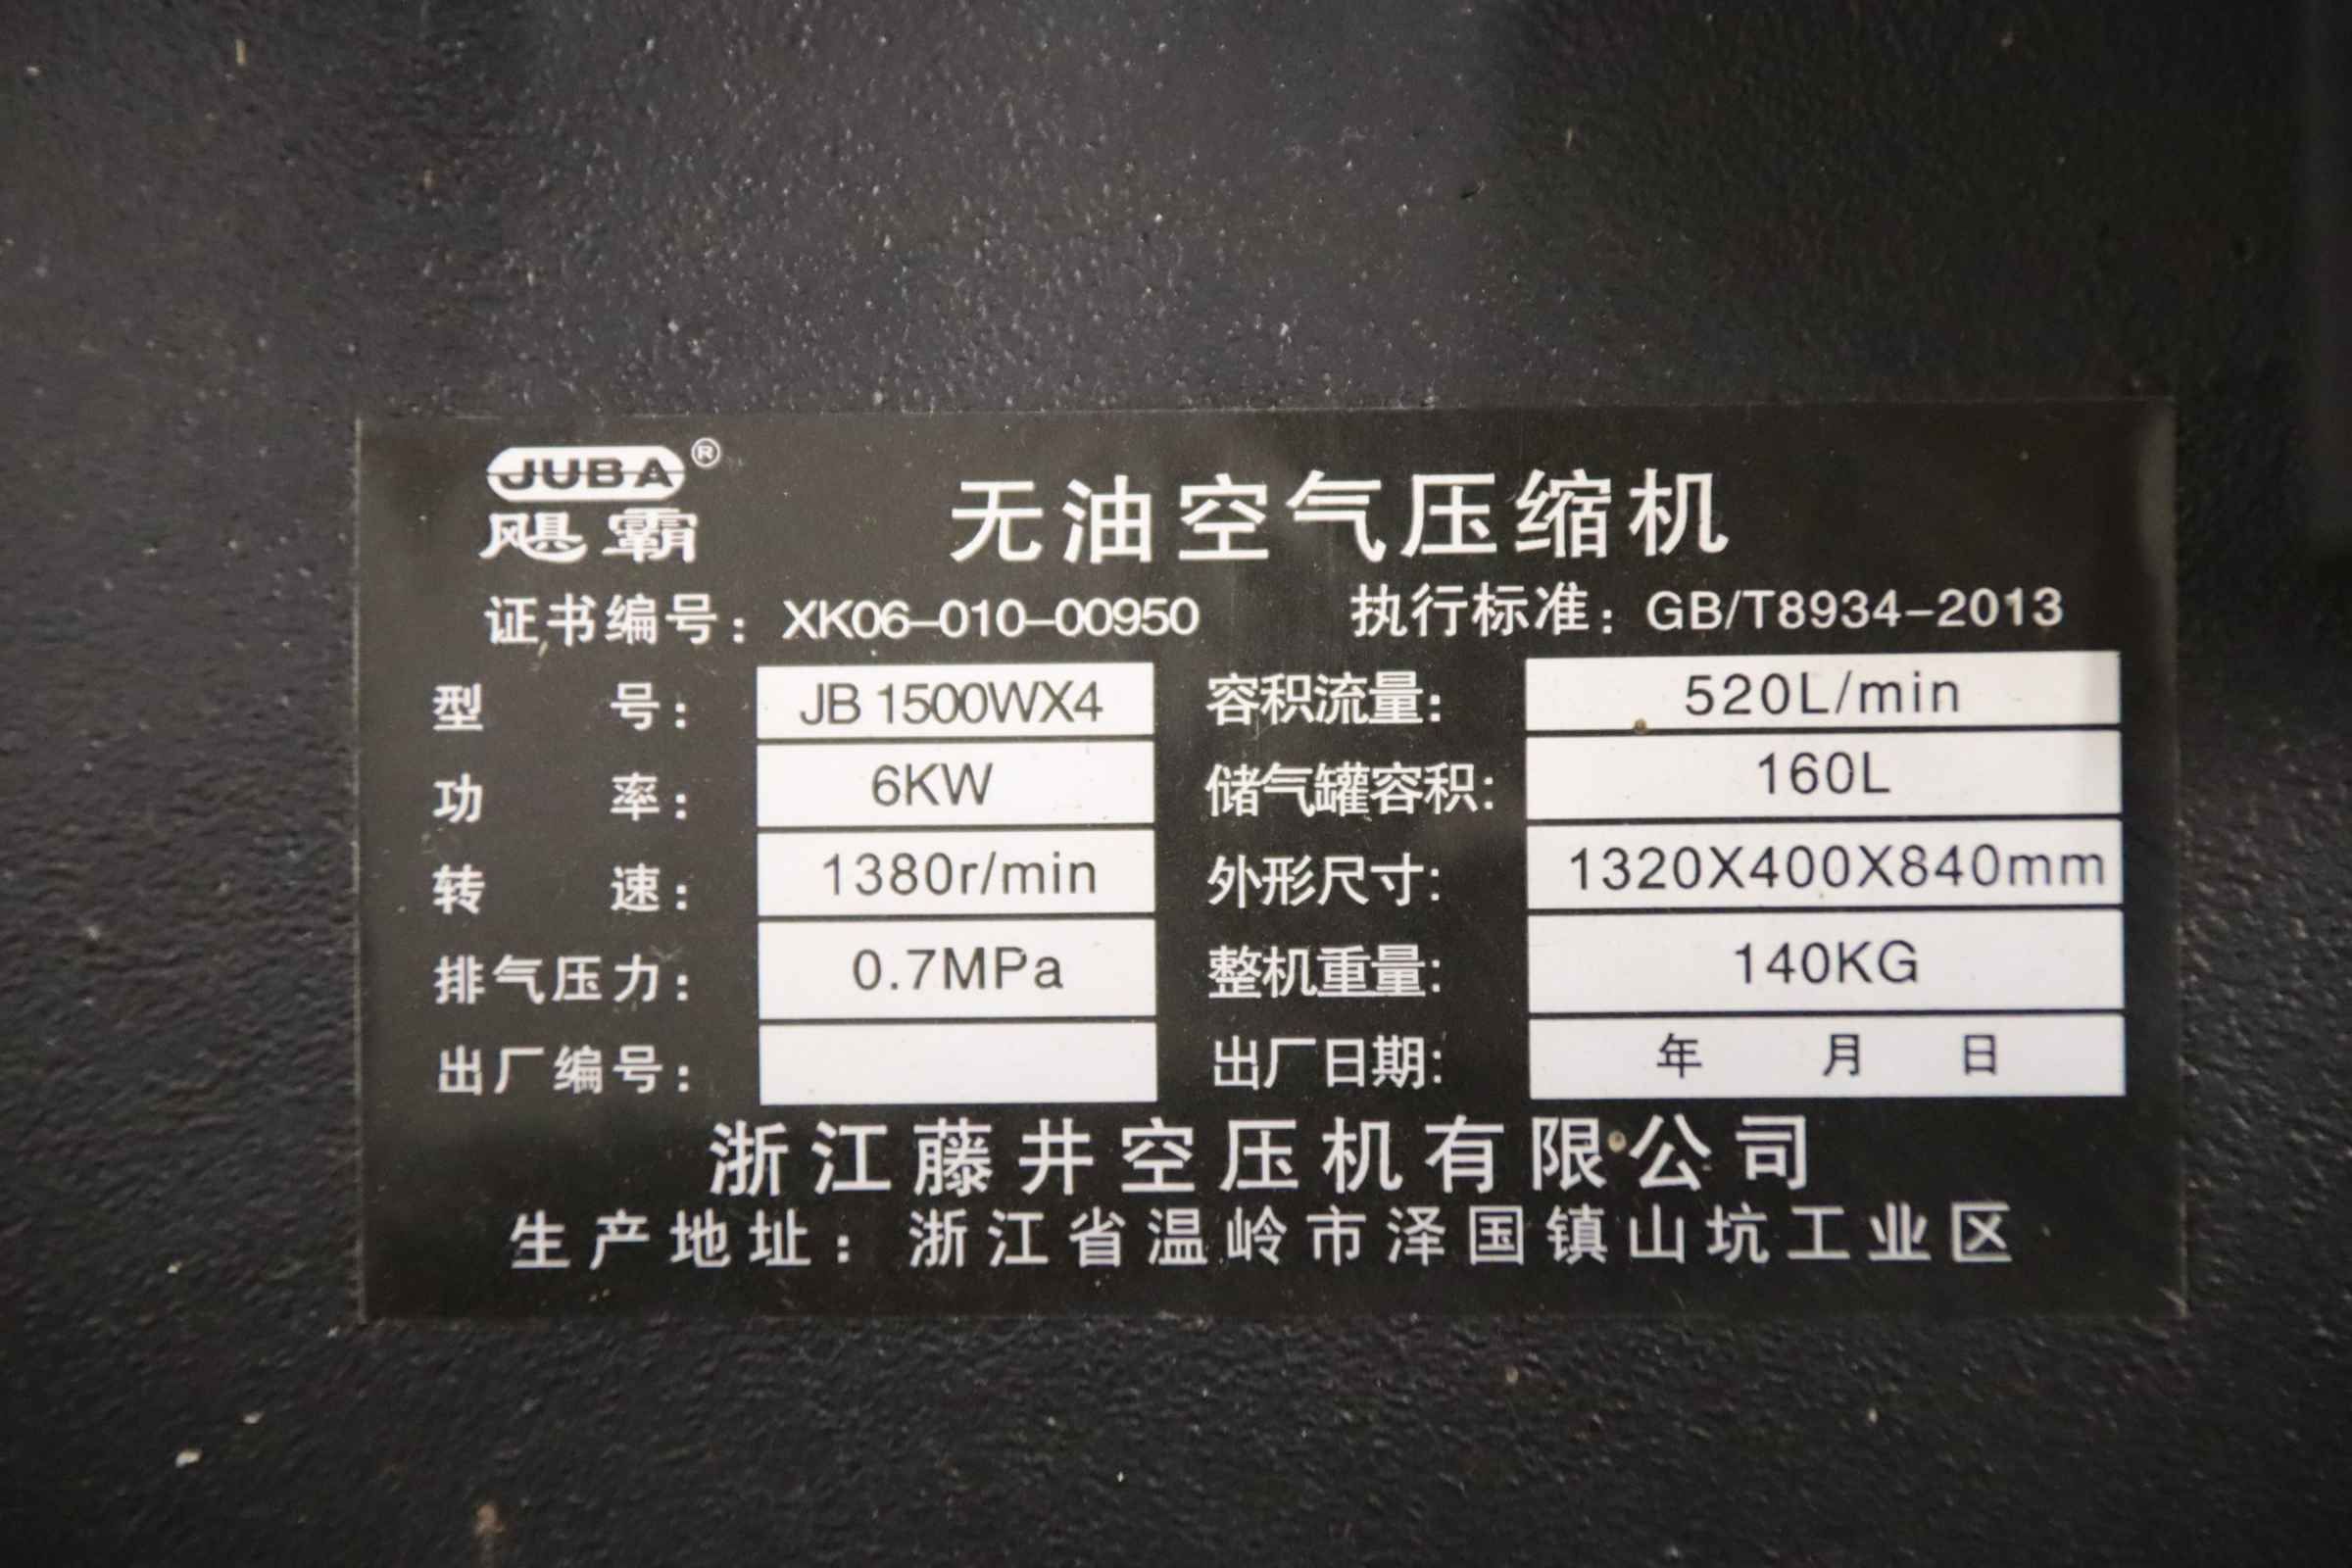 JUBA®
飓霸
无油空气压缩机
证书编号：XK06-010-00950 执行标准：GB/T8934-2013
型号：JB 1500WX4 容积流量：520L/min
功率：6KW 储气罐容积：160L
转速：1380r/min 外形尺寸：1320X400X840mm
排气压力：0.7MPa 整机重量：140KG
出厂编号： 出厂日期： 年 月 日
浙江藤井空压机有限公司
生产地址：浙江省温岭市泽国镇山坑工业区